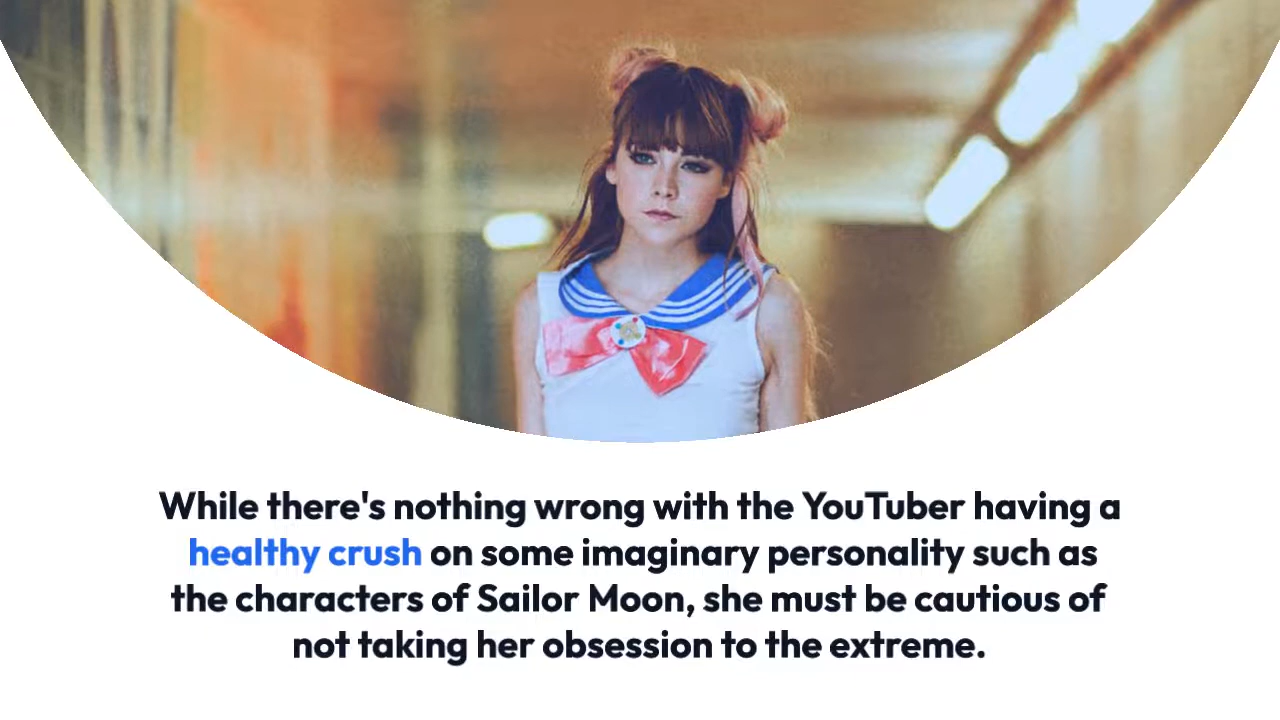 While there's nothing wrong with the YouTuber having a
healthy crush on some imaginary personality such as
the characters of Sailor Moon, she must be cautious of
not taking her obsession to the extreme.